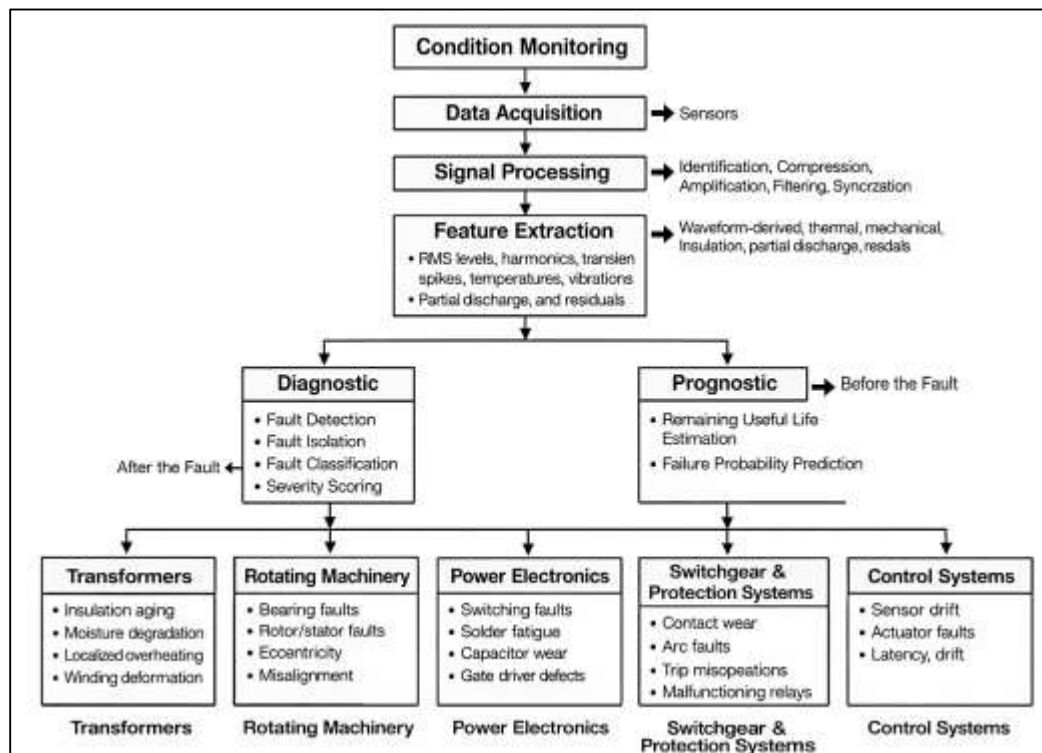 Condition Monitoring
Data Acquisition
Sensors
Signal Processing
Identification, Compression,
Amplification, Filtering, Syncrzation
Feature Extraction
• RMS levels, harmonics, transien
spikes, temperatures, vibrations
• Partial discharge, and residuals
Waveform-derived, thermal, mechanical,
Insulation, partial discharge, resdals
Diagnostic
• Fault Detection
• Fault Isolation
• Fault Classification
• Severity Scoring
After the Fault
Prognostic
• Remaining Useful Life
Estimation
• Failure Probability Prediction
Before the Fault
Transformers
• Insulation aging
• Moisture degradation
• Localized overheating
• Winding deformation
Transformers
Rotating Machinery
• Bearing faults
• Rotor/stator faults
• Eccentricity
• Misalignment
Rotating Machinery
Power Electronics
• Switching faults
• Solder fatigue
• Capacitor wear
• Gate driver defects
Power Electronics
Switchgear &
Protection Systems
• Contact wear
• Arc faults
• Trip misopeations
• Malfunctioning relays
Switchgear &
Protection Systems
Control Systems
• Sensor drift
• Actuator faults
• Latency, drift
Control Systems